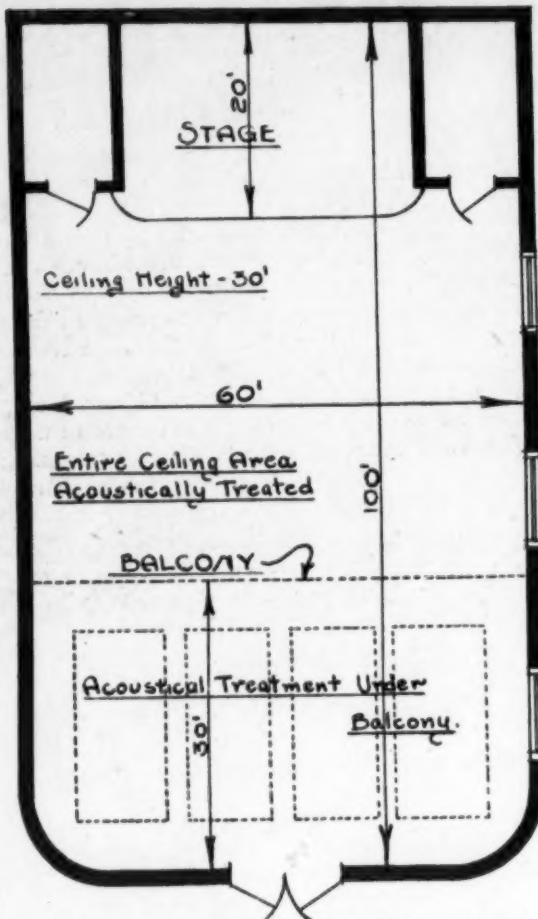 20'
STAGE
Ceiling Height - 30'
60'
Entire Ceiling Area
Acoustically Treated
100'
BALCONY
Acoustical Treatment Under
Balcony.
30'